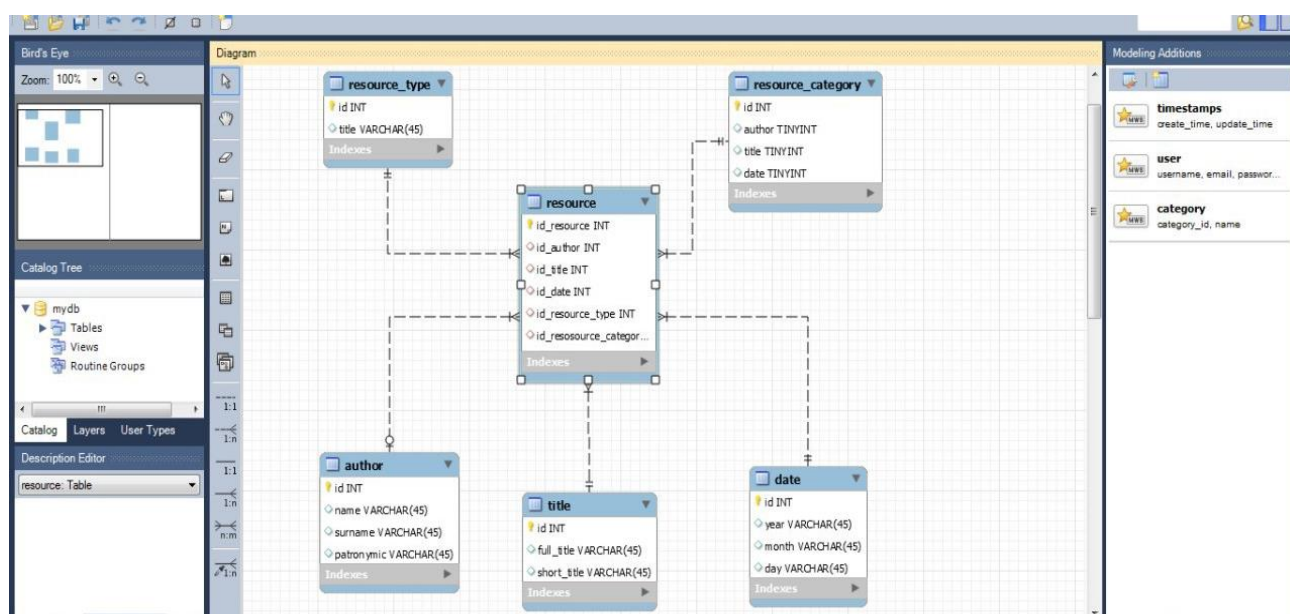 Bird's Eye
Zoom: 100%
Catalog Tree
mydb
Tables
Views
Routine Groups
Catalog Layers User Types
Description Editor
resource: Table
Diagram
1:1
1:n
1:1
1:n
n:m
1:n
resource_type
id INT
title VARCHAR(45)
Indexes
resource_category
id INT
author TINYINT
title TINYINT
date TINYINT
Indexes
resource
id_resource INT
id_author INT
id_title INT
id_date INT
id_resource_type INT
id_resosource_categor...
Indexes
author
id INT
name VARCHAR(45)
surname VARCHAR(45)
patronymic VARCHAR(45)
Indexes
title
id INT
full_title VARCHAR(45)
short_title VARCHAR(45)
Indexes
date
id INT
year VARCHAR(45)
month VARCHAR(45)
day VARCHAR(45)
Indexes
Modeling Additions
MWB
timestamps
create_time, update_time
MWB
user
username, email, passwor...
MWB
category
category_id, name